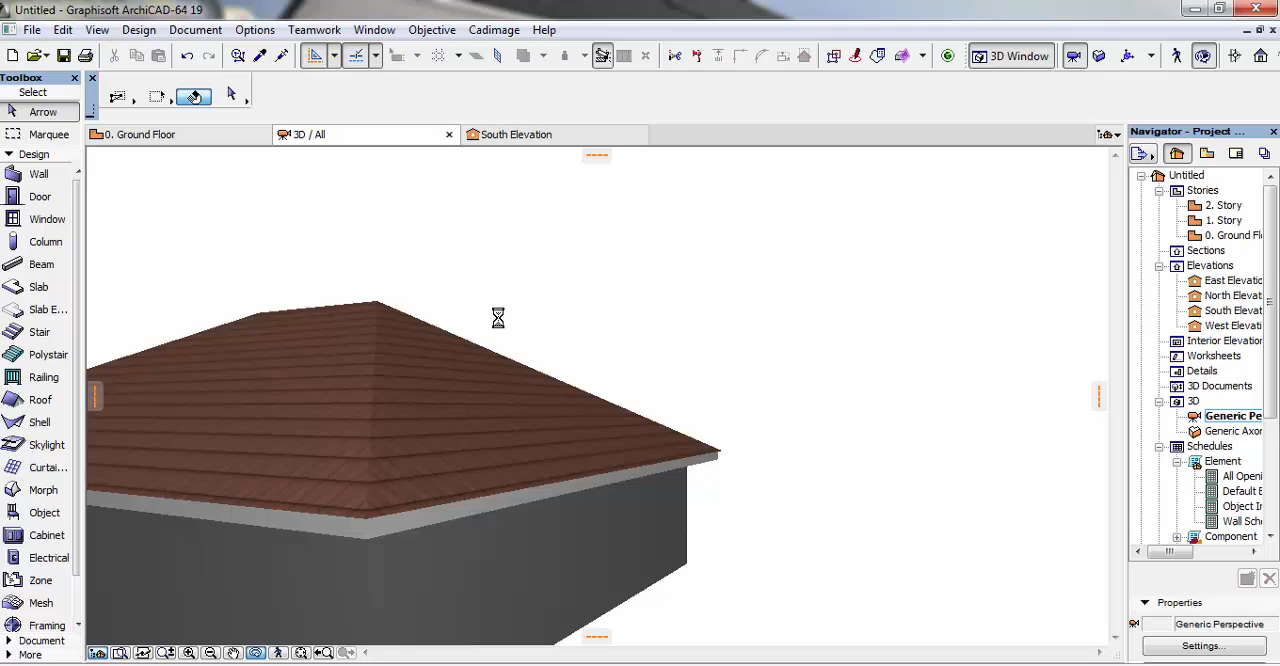 Untitled - Graphisoft ArchiCAD-64 19
File Edit View Design Document Options Teamwork Window Octority Cadimage Help
3D Window
Toolbox
Select
Arrow
Marquee
Design
Wall
Door
Window
Column
Beam
Slab
Slab E...
Stair
Polystair
Railing
Roof
Shell
Skylight
Curtai...
Morph
Object
Cabinet
Electrical
Zone
Mesh
Framing
Document
More
0. Ground Floor
3D / All
South Elevation
Navigator - Project ...
Untitled
Stories
2. Story
1. Story
0. Ground Fl
Sections
Elevations
East Elevat
North Elevat
South Elevat
West Elevati
Interior Elevation
Worksheets
Details
3D Documents
3D
Generic Pe
Generic Axon
Schedules
Element
All Openi
Default E
Object In
Wall Sch
Component
Properties
Generic Perspective
Settings...